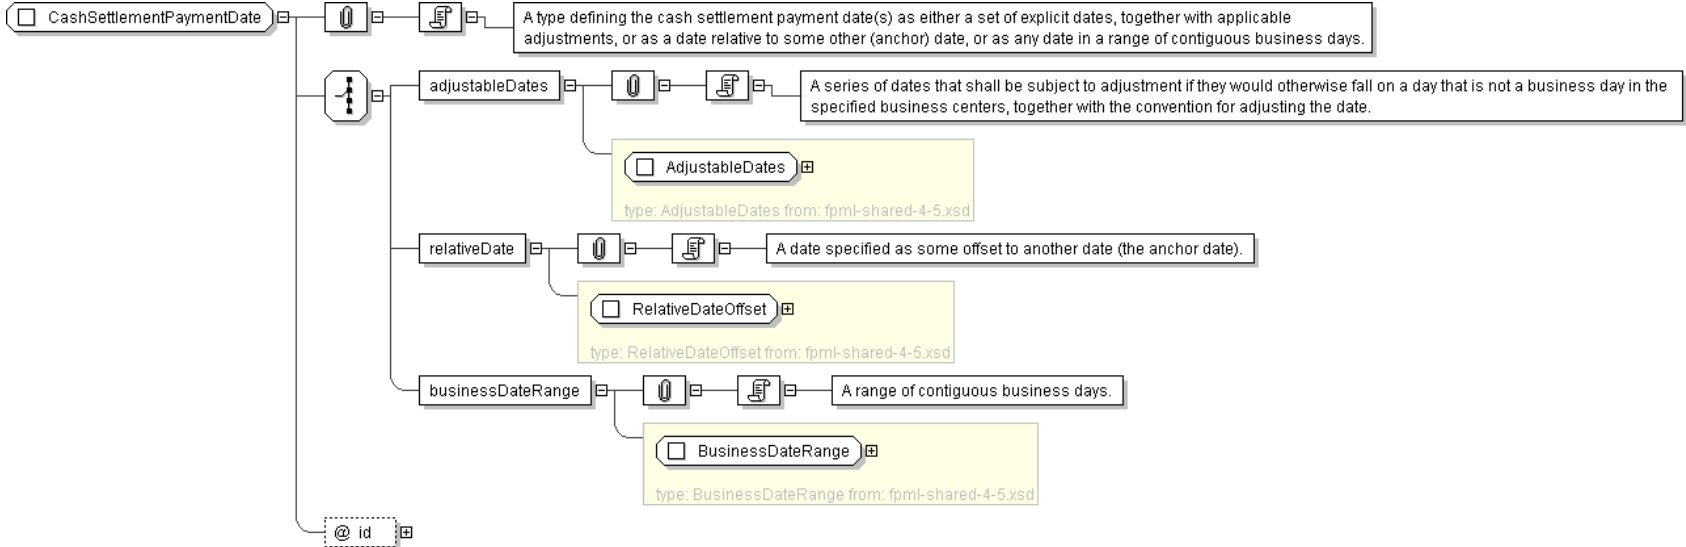 CashSettlementPaymentDate
A type defining the cash settlement payment date(s) as either a set of explicit dates, together with applicable
adjustments, or as a date relative to some other (anchor) date, or as any date in a range of contiguous business days.
adjustableDates
A series of dates that shall be subject to adjustment if they would otherwise fall on a day that is not a business day in the
specified business centers, together with the convention for adjusting the date.
AdjustableDates
type: AdjustableDates from: fpml-shared-4-5.xsd
relativeDate
A date specified as some offset to another date (the anchor date).
RelativeDateOffset
type: RelativeDateOffset from: fpml-shared-4-5.xsd
businessDateRange
A range of contiguous business days.
BusinessDateRange
type: BusinessDateRange from: fpml-shared-4-5.xsd
@ id